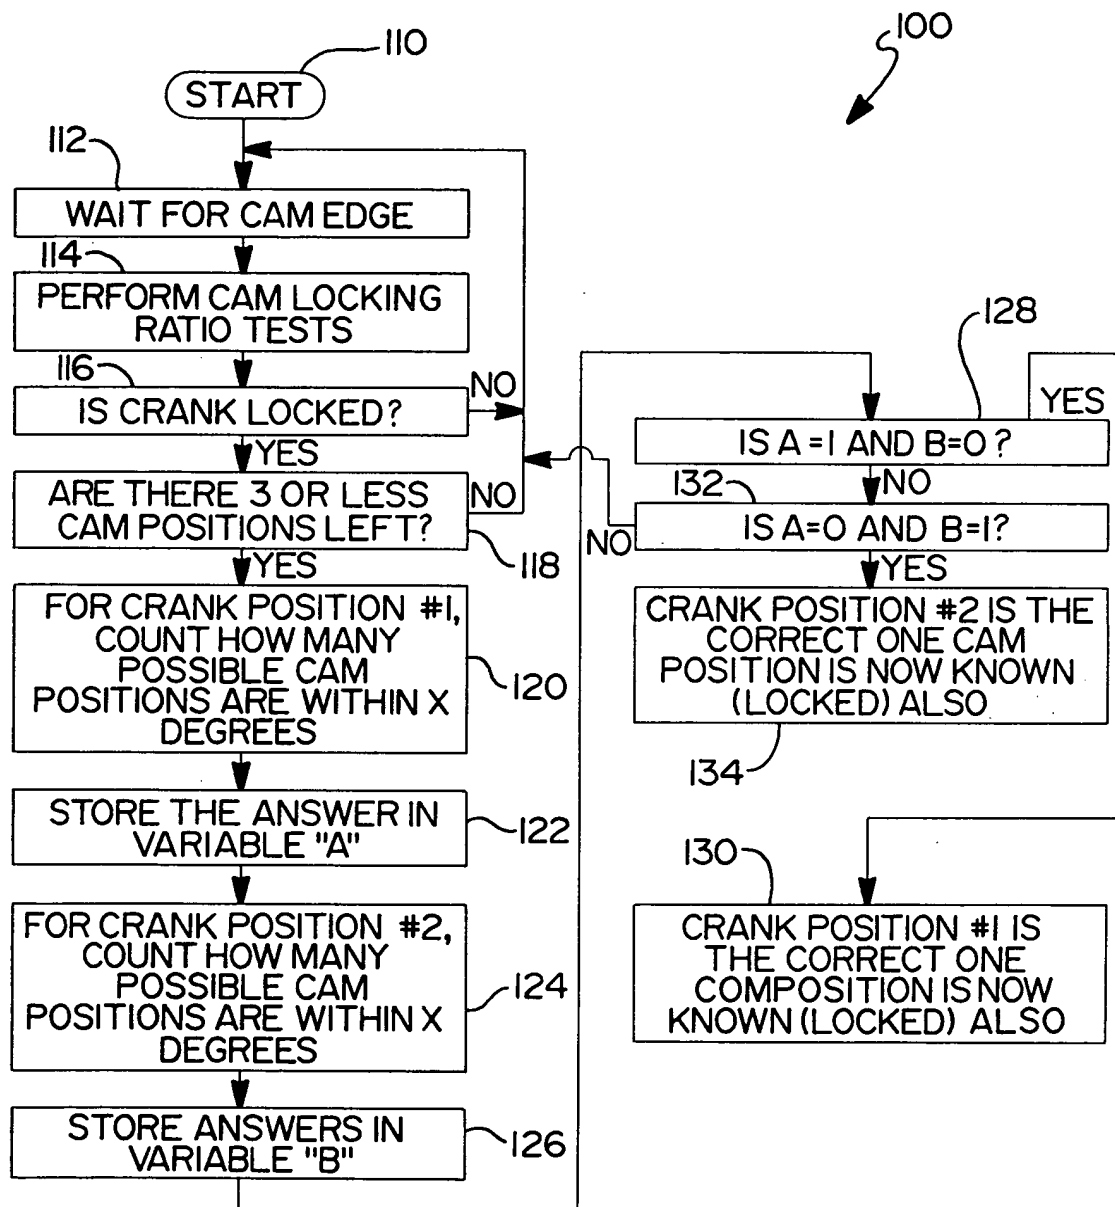 100
110
START
112
WAIT FOR CAM EDGE
114
PERFORM CAM LOCKING
RATIO TESTS
116
IS CRANK LOCKED?
NO
YES
ARE THERE 3 OR LESS
CAM POSITIONS LEFT?
NO
118
YES
FOR CRANK POSITION #1,
COUNT HOW MANY
POSSIBLE CAM
POSITIONS ARE WITHIN X
DEGREES
120
STORE THE ANSWER IN
VARIABLE "A"
122
FOR CRANK POSITION #2,
COUNT HOW MANY
POSSIBLE CAM
POSITIONS ARE WITHIN X
DEGREES
124
STORE ANSWERS IN
VARIABLE "B"
126
128
YES
IS A=1 AND B=0?
NO
132
IS A=0 AND B=1?
NO
YES
CRANK POSITION #2 IS THE
CORRECT ONE CAM
POSITION IS NOW KNOWN
(LOCKED) ALSO
134
130
CRANK POSITION #1 IS
THE CORRECT ONE
COMPOSITION IS NOW
KNOWN (LOCKED) ALSO